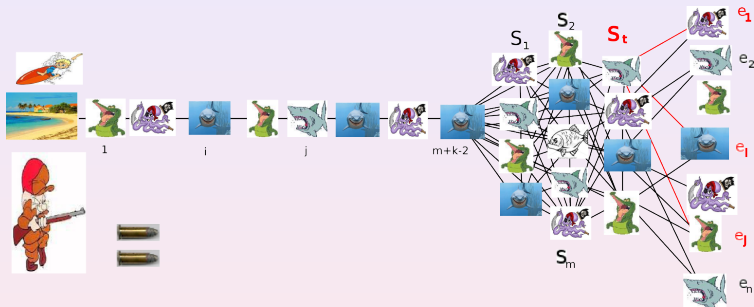 1
i
j
m+k-2
S₁
S₂
Sₜ
Sₘ
e₁
e₂
eₗ
eⱼ
eₙ